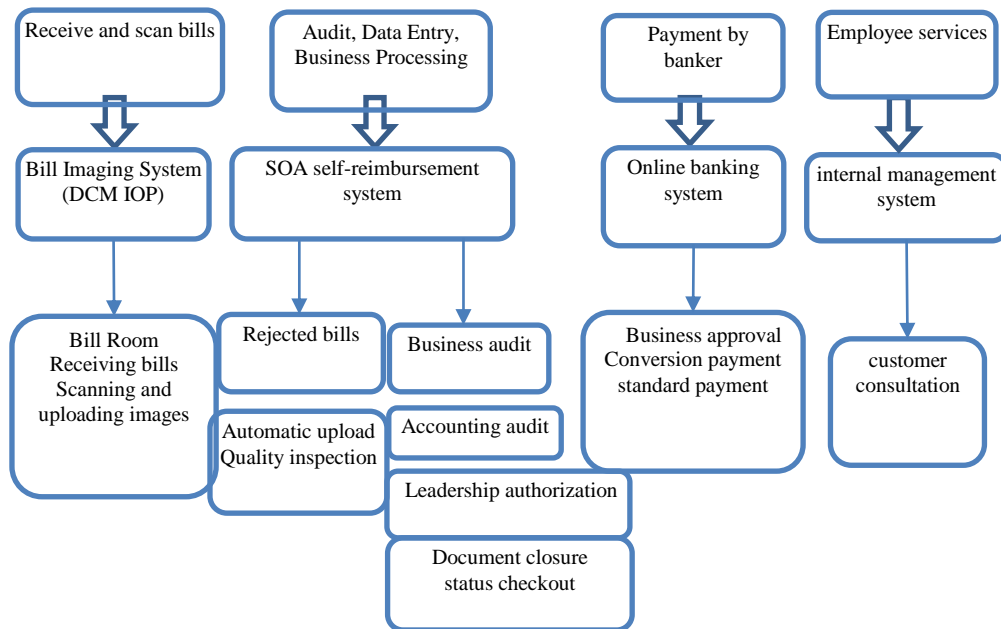 Receive and scan bills
Audit, Data Entry,
Business Processing
Payment by
banker
Employee services
Bill Imaging System
(DCM IOP)
SOA self-reimbursement
system
Online banking
system
internal management
system
Bill Room
Receiving bills
Scanning and
uploading images
Rejected bills
Business audit
Business approval
Conversion payment
standard payment
customer
consultation
Automatic upload
Quality inspection
Accounting audit
Leadership authorization
Document closure
status checkout